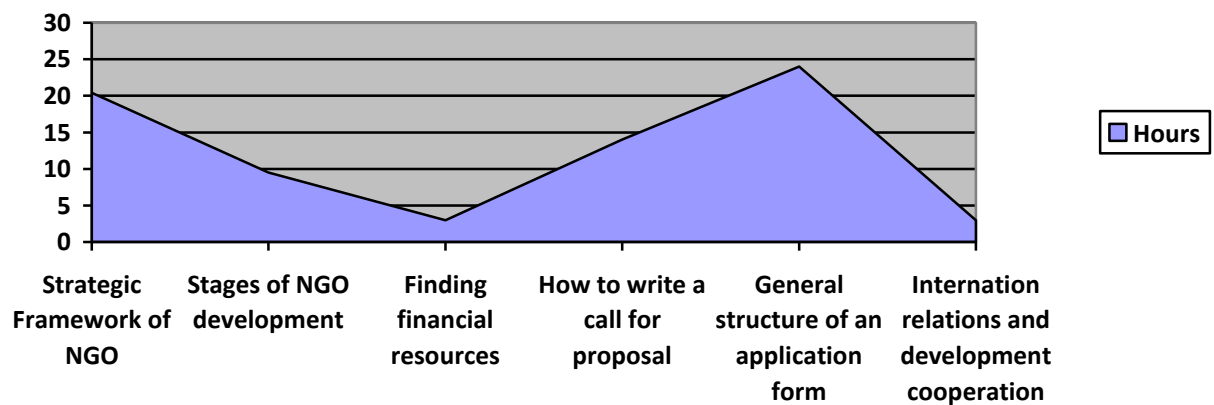 30
25
20
15
10
5
0
Strategic
Framework of
NGO
Stages of NGO
development
Finding
financial
resources
How to write a
call for
proposal
General
structure of an
application
form
Internation
relations and
development
cooperation
Hours